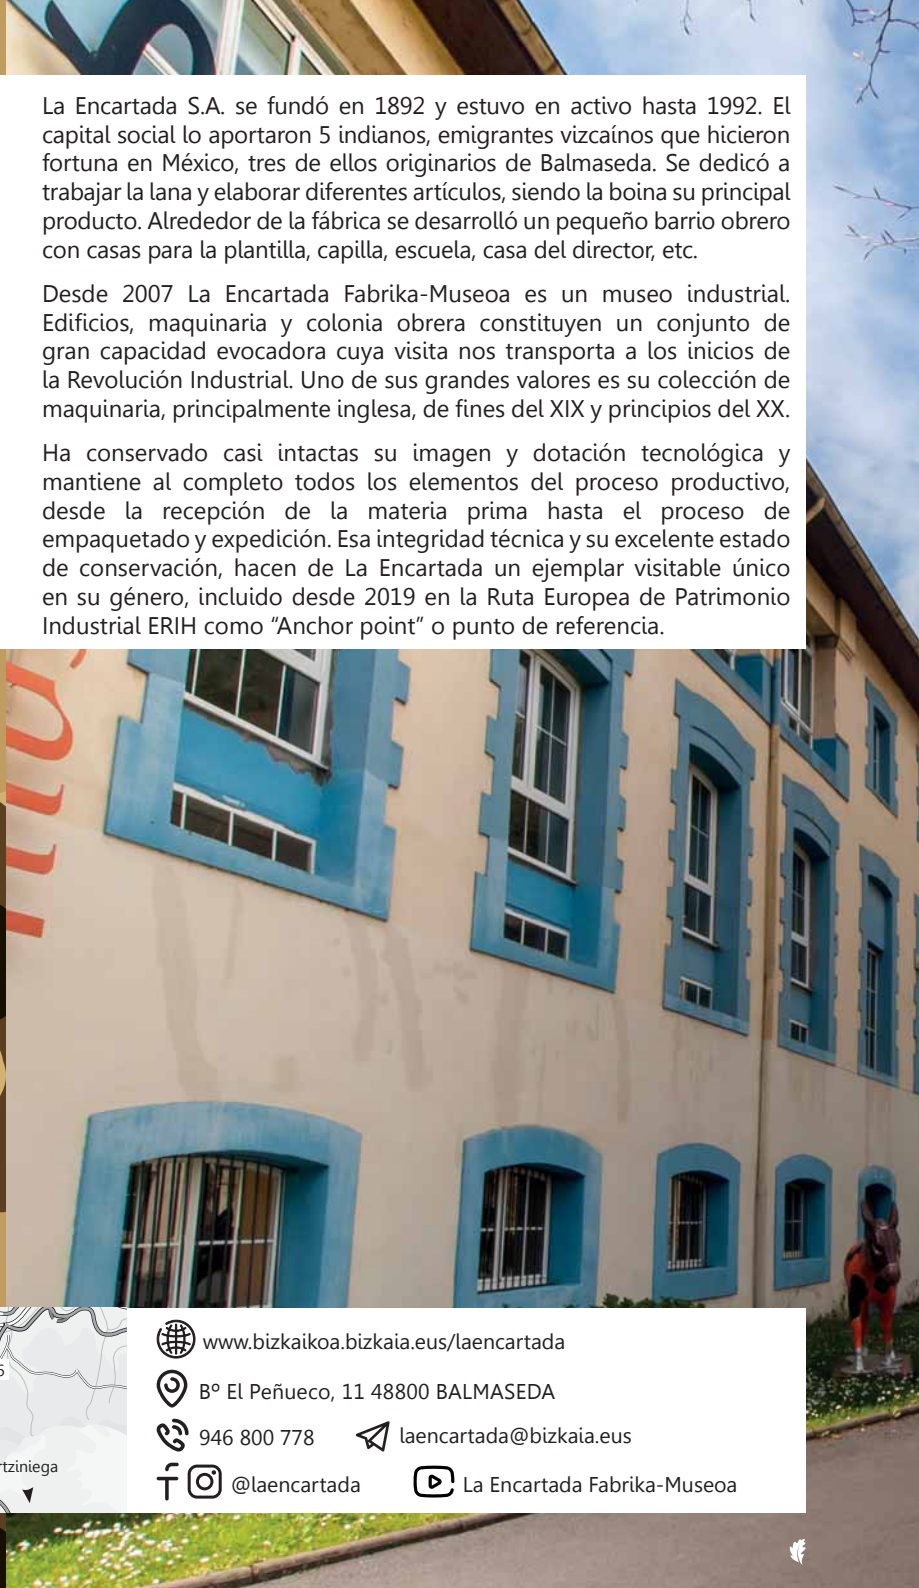 La Encartada S.A. se fundó en 1892 y estuvo en activo hasta 1992. El
capital social lo aportaron 5 indianos, emigrantes vizcaínos que hicieron
fortuna en México, tres de ellos originarios de Balmaseda. Se dedicó a
trabajar la lana y elaborar diferentes artículos, siendo la boina su principal
producto. Alrededor de la fábrica se desarrolló un pequeño barrio obrero
con casas para la plantilla, capilla, escuela, casa del director, etc.
Desde 2007 La Encartada Fabrika-Museoa es un museo industrial.
Edificios, maquinaria y colonia obrera constituyen un conjunto de
gran capacidad evocadora cuya visita nos transporta a los inicios de
la Revolución Industrial. Uno de sus grandes valores es su colección de
maquinaria, principalmente inglesa, de fines del XIX y principios del XX.
Ha conservado casi intactas su imagen y dotación tecnológica y
mantiene al completo todos los elementos del proceso productivo,
desde la recepción de la materia prima hasta el proceso de
empaquetado y expedición. Esa integridad técnica y su excelente estado
de conservación, hacen de La Encartada un ejemplar visitable único
en su género, incluido desde 2019 en la Ruta Europea de Patrimonio
Industrial ERIH como “Anchor point” o punto de referencia.
www.bizkaikoa.bizkaia.eus/laencartada
Bº El Peñueco, 11 48800 BALMASEDA
946 800 778 laencartada@bizkaia.eus
@laencartada La Encartada Fabrika-Museoa
rtziniega